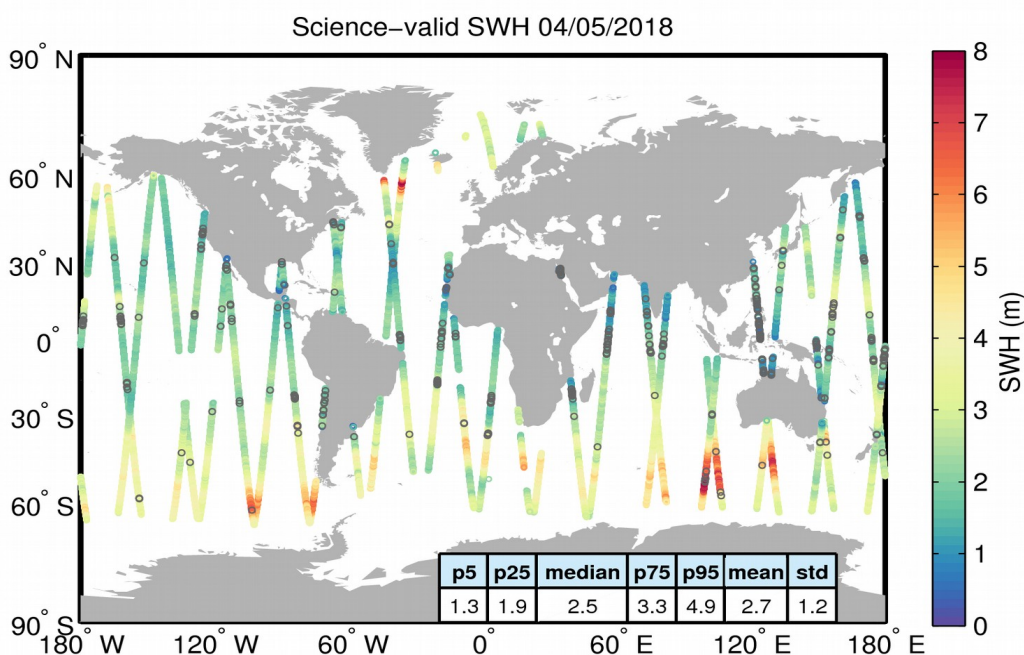 Science−valid SWH 04/05/2018
90° N
60° N
30° N
0°
30° S
60° S
90° S
180° W
120° W
60° W
0°
60° E
120° E
180° E
p5 p25 median p75 p95 mean std
1.3 1.9 2.5 3.3 4.9 2.7 1.2
8
7
6
5
4
3
2
1
0
SWH (m)